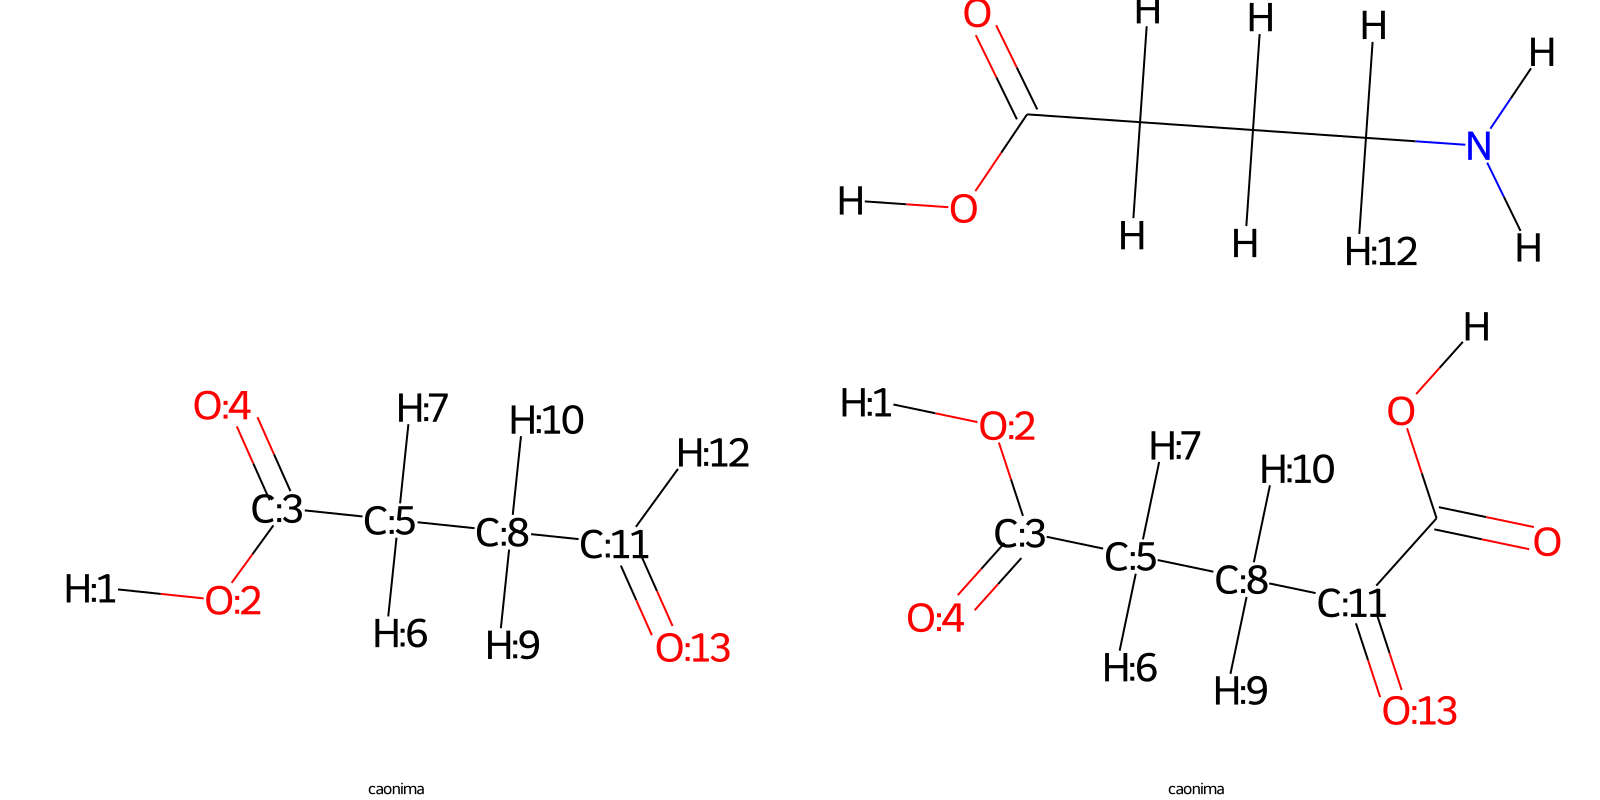 O H H H H
N
H O
H H H:12 H
H
H:1 O:2 O
O:4 H:7 H:10 H:12 H:7 H:10
C:3 C:5 C:8 C:11 C:3 C:5 C:8 C:11 O
H:1 O:2 O:4
H:6 H:9 O:13 H:6 H:9 O:13
caonima caonima